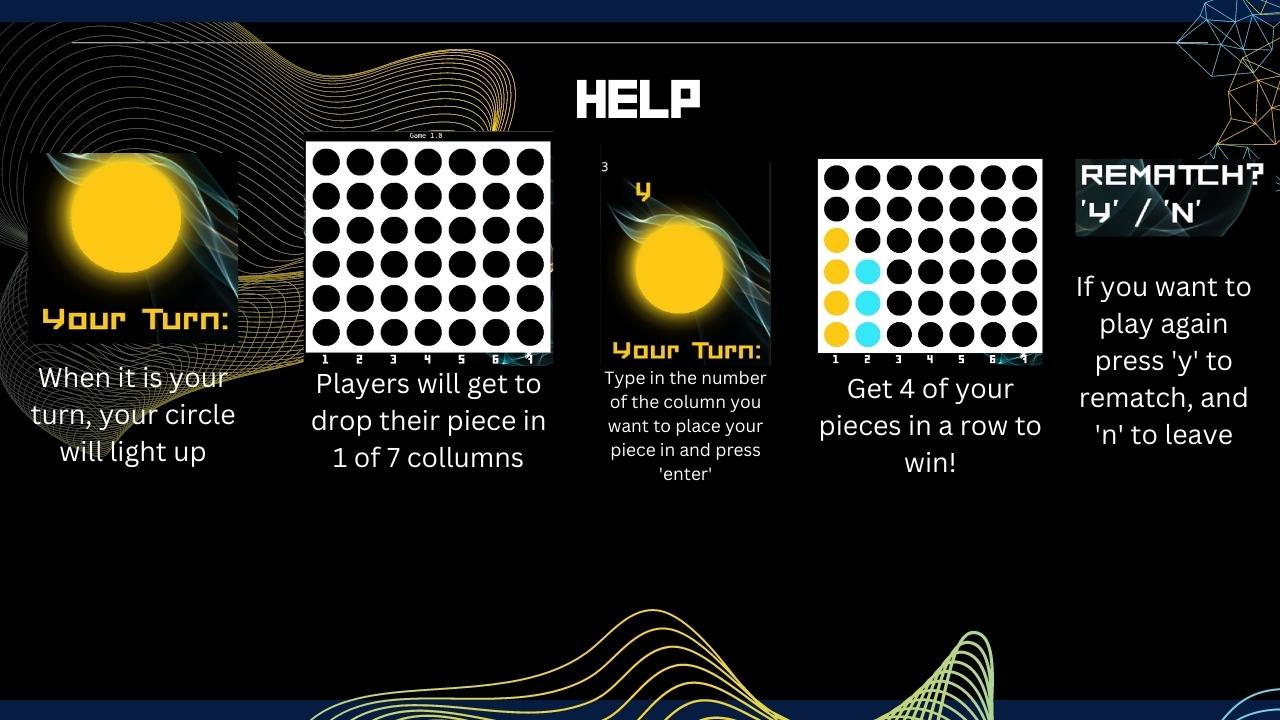 HELP
Your Turn:
When it is your
turn, your circle
will light up
Game 1.0
1 2 3 4 5 6 7
Players will get to
drop their piece in
1 of 7 collumns
3
y
Your Turn:
Type in the number
of the column you
want to place your
piece in and press
'enter'
1 2 3 4 5 6 7
Get 4 of your
pieces in a row to
win!
REMATCH?
'Y' / 'N'
If you want to
play again
press 'y' to
rematch, and
'n' to leave